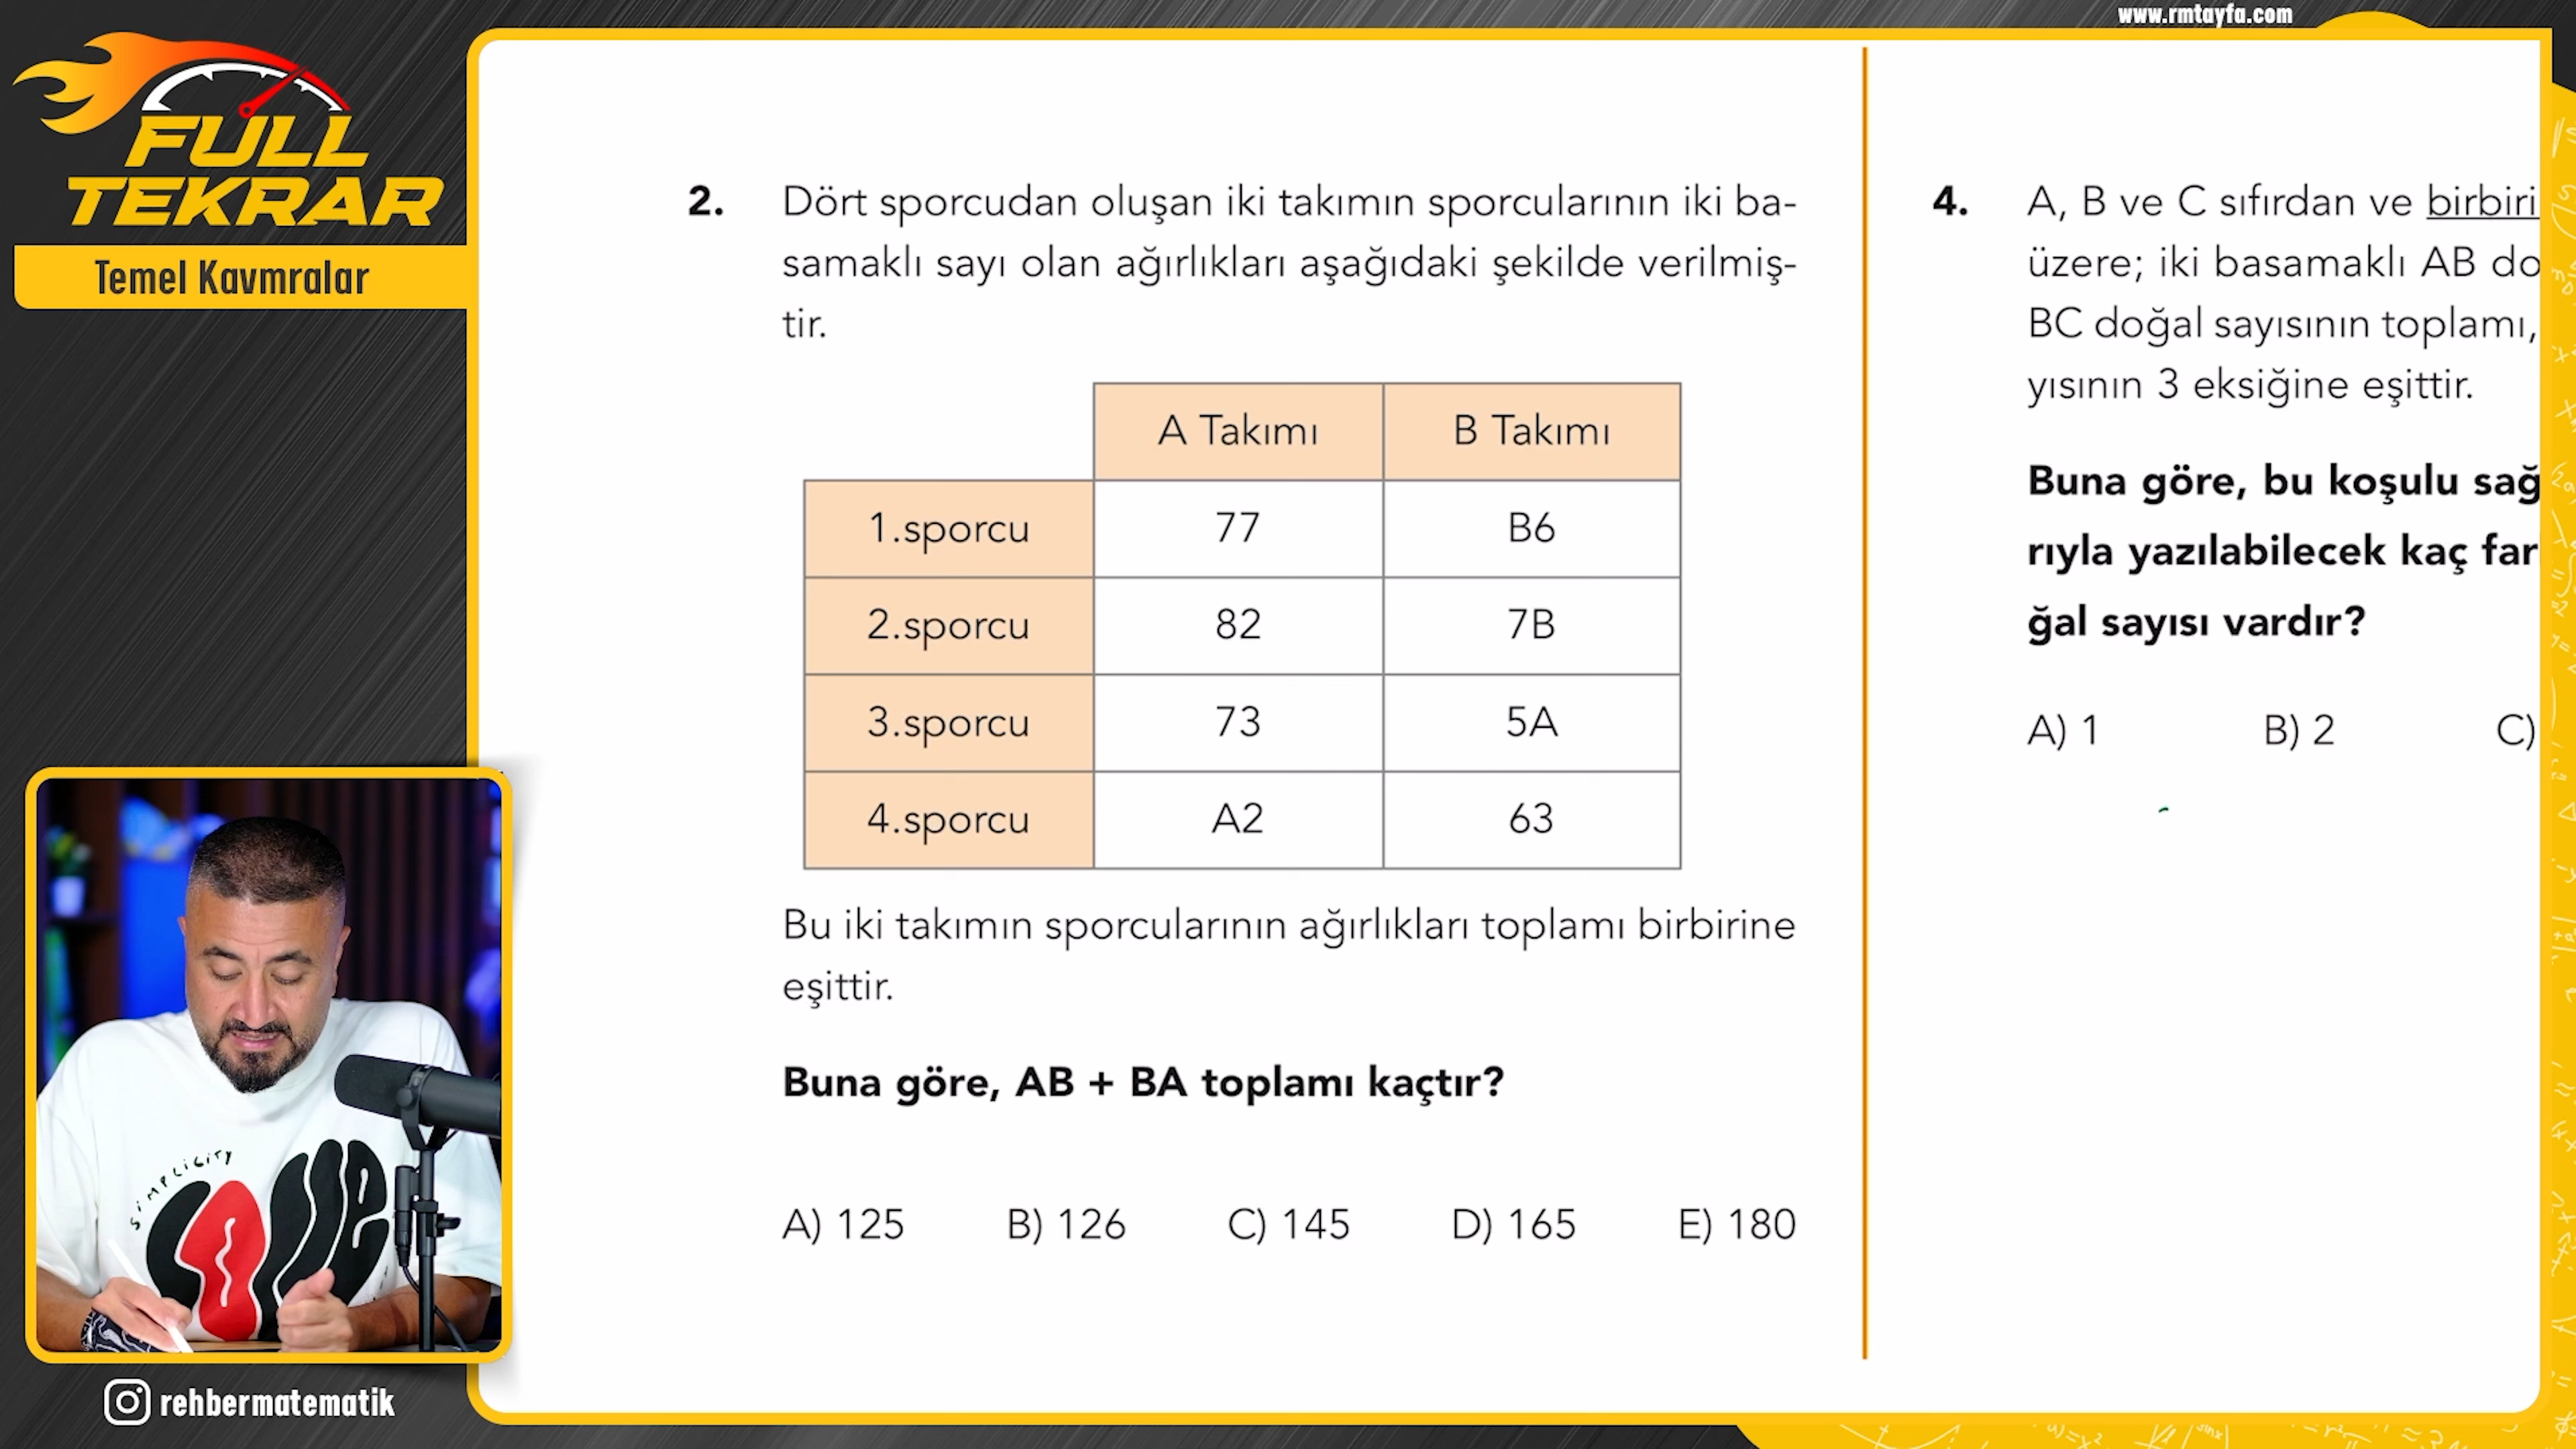 www.rmtayfa.com
FULL
TEKRAR
Temel Kavmralar
2. Dört sporcudan oluşan iki takımın sporcularının iki ba-
samaklı sayı olan ağırlıkları aşağıdaki şekilde verilmiş-
tir.
A Takımı B Takımı
1.sporcu 77 B6
2.sporcu 82 7B
3.sporcu 73 5A
4.sporcu A2 63
Bu iki takımın sporcularının ağırlıkları toplamı birbirine
eşittir.
Buna göre, AB + BA toplamı kaçtır?
A) 125 B) 126 C) 145 D) 165 E) 180
4. A, B ve C sıfırdan ve birbiri
üzere; iki basamaklı AB do
BC doğal sayısının toplamı,
yısının 3 eksiğine eşittir.
Buna göre, bu koşulu sağ
rıyla yazılabilecek kaç far
ğal sayısı vardır?
A) 1 B) 2 C)
simplicity
rehbermatematik